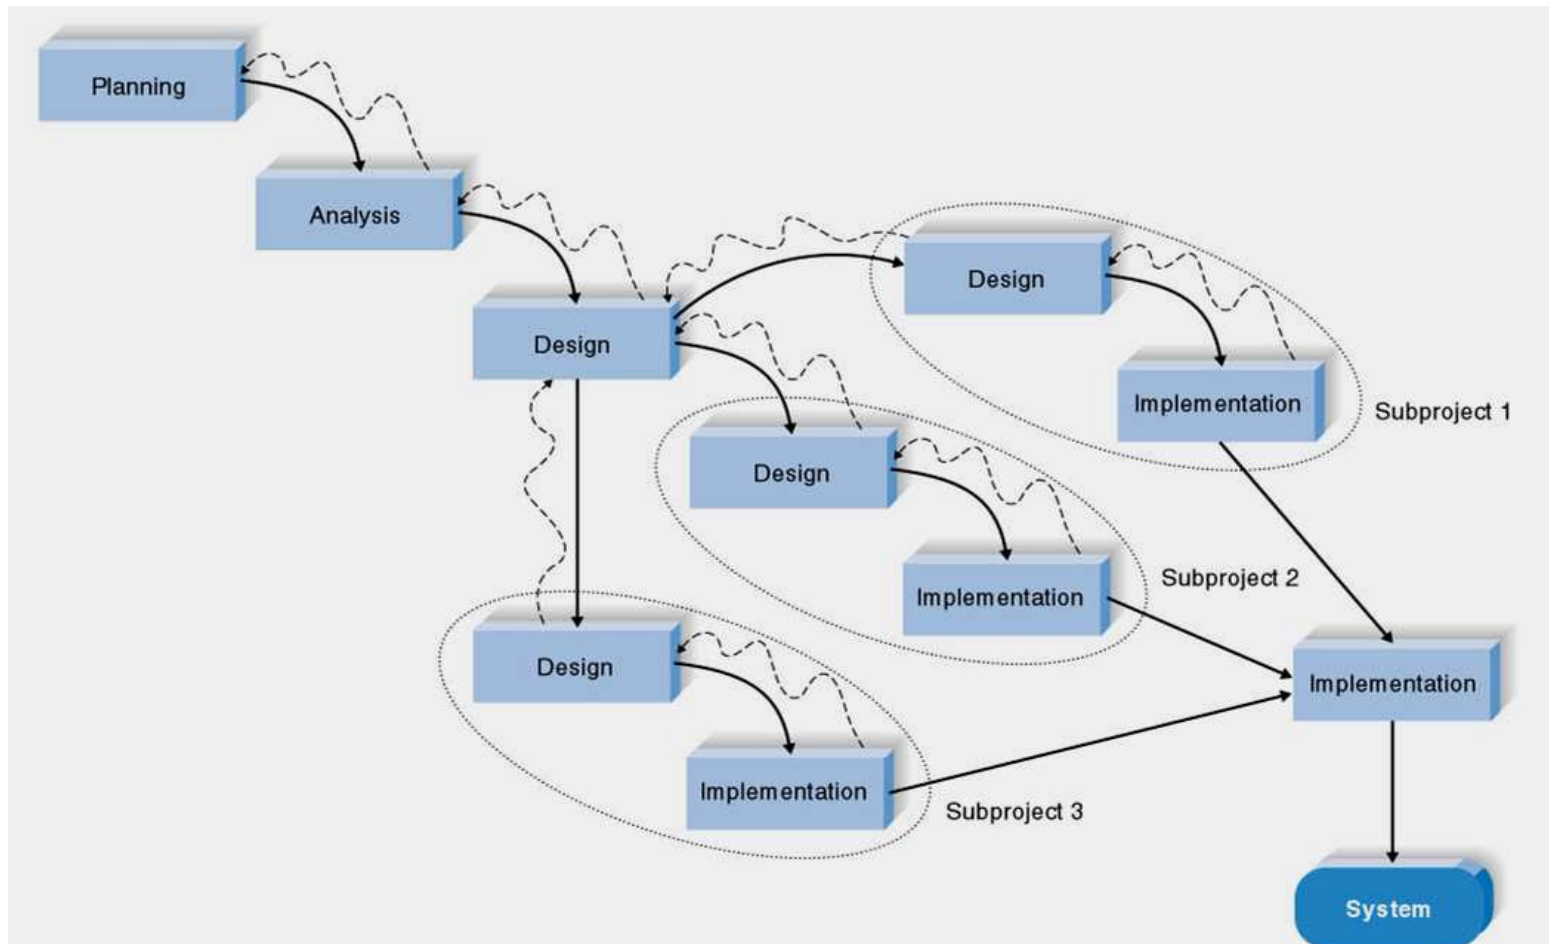 Planning
Analysis
Design
Design
Implementation
Subproject 1
Design
Implementation
Subproject 2
Design
Implementation
Subproject 3
Implementation
System